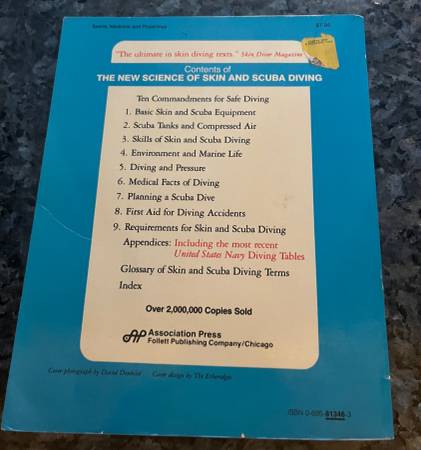 Sports, Medicine and Physiology
$7.95
"The ultimate in skin diving texts." Skin Diver Magazine
Contents of
THE NEW SCIENCE OF SKIN AND SCUBA DIVING
Ten Commandments for Safe Diving
1. Basic Skin and Scuba Equipment
2. Scuba Tanks and Compressed Air
3. Skills of Skin and Scuba Diving
4. Environment and Marine Life
5. Diving and Pressure
6. Medical Facts of Diving
7. Planning a Scuba Dive
8. First Aid for Diving Accidents
9. Requirements for Skin and Scuba Diving
Appendices: Including the most recent
United States Navy Diving Tables
Glossary of Skin and Scuba Diving Terms
Index
Over 2,000,000 Copies Sold
Association Press
Follett Publishing Company/Chicago
Cover photograph by David Cover design by The Etheredges
ISBN 0-695-81346-3